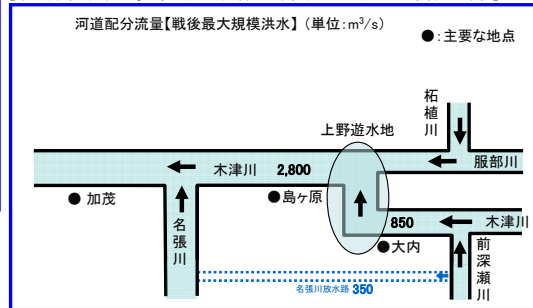 河道配分流量【戦後最大規模洪水】(単位:m³/s)
●:主要な地点
柘植川
上野遊水地
服部川
木津川 2,800
●加茂
●島ヶ原
名張川
850
木津川
●大内
前深瀬川
名張川放水路 350